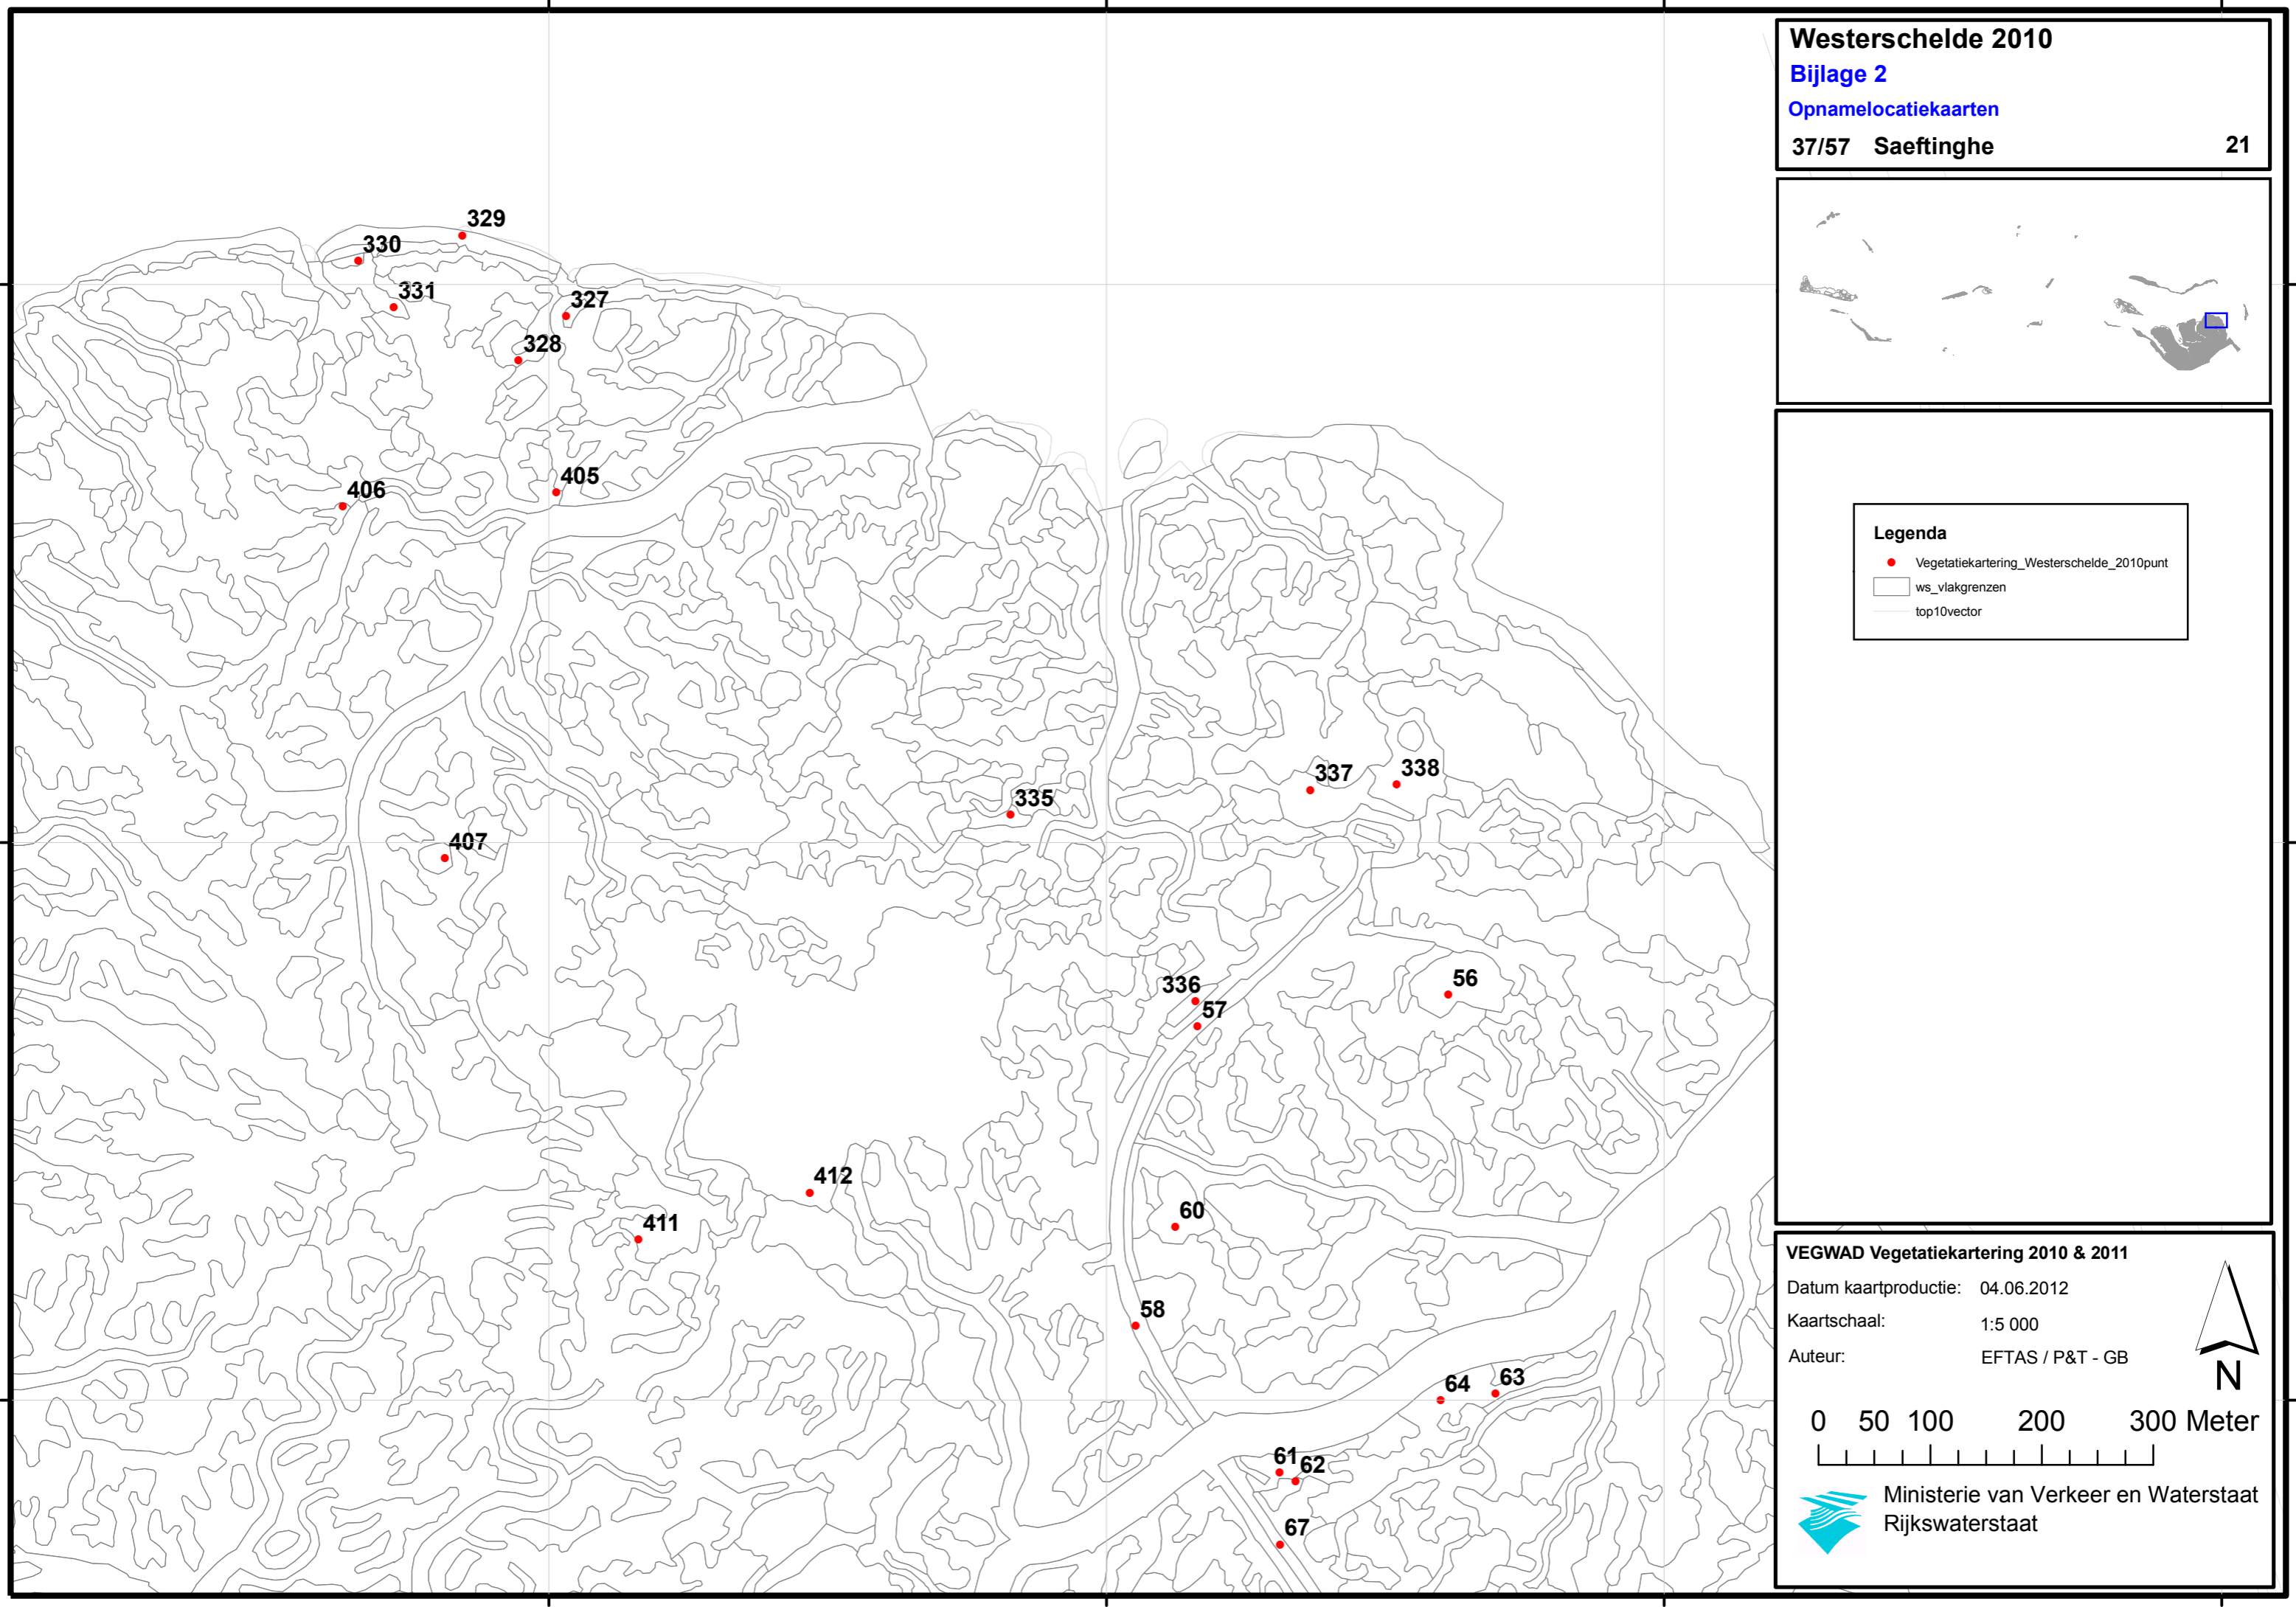 Westerschelde 2010
Bijlage 2
Opnamelocatiekaarten
37/57 Saeftinghe 21
329
330
331
327
328
405
406
337
338
335
407
336
57
56
412
411
60
58
64
63
61
62
67
Legenda
Vegetatiekartering_Westerschelde_2010punt
ws_vlakgrenzen
top10vector
VEGWAD Vegetatiekartering 2010 & 2011
Datum kaartproductie: 04.06.2012
Kaartschaal: 1:5 000
Auteur: EFTAS / P&T - GB
N
0 50 100 200 300 Meter
Ministerie van Verkeer en Waterstaat
Rijkswaterstaat